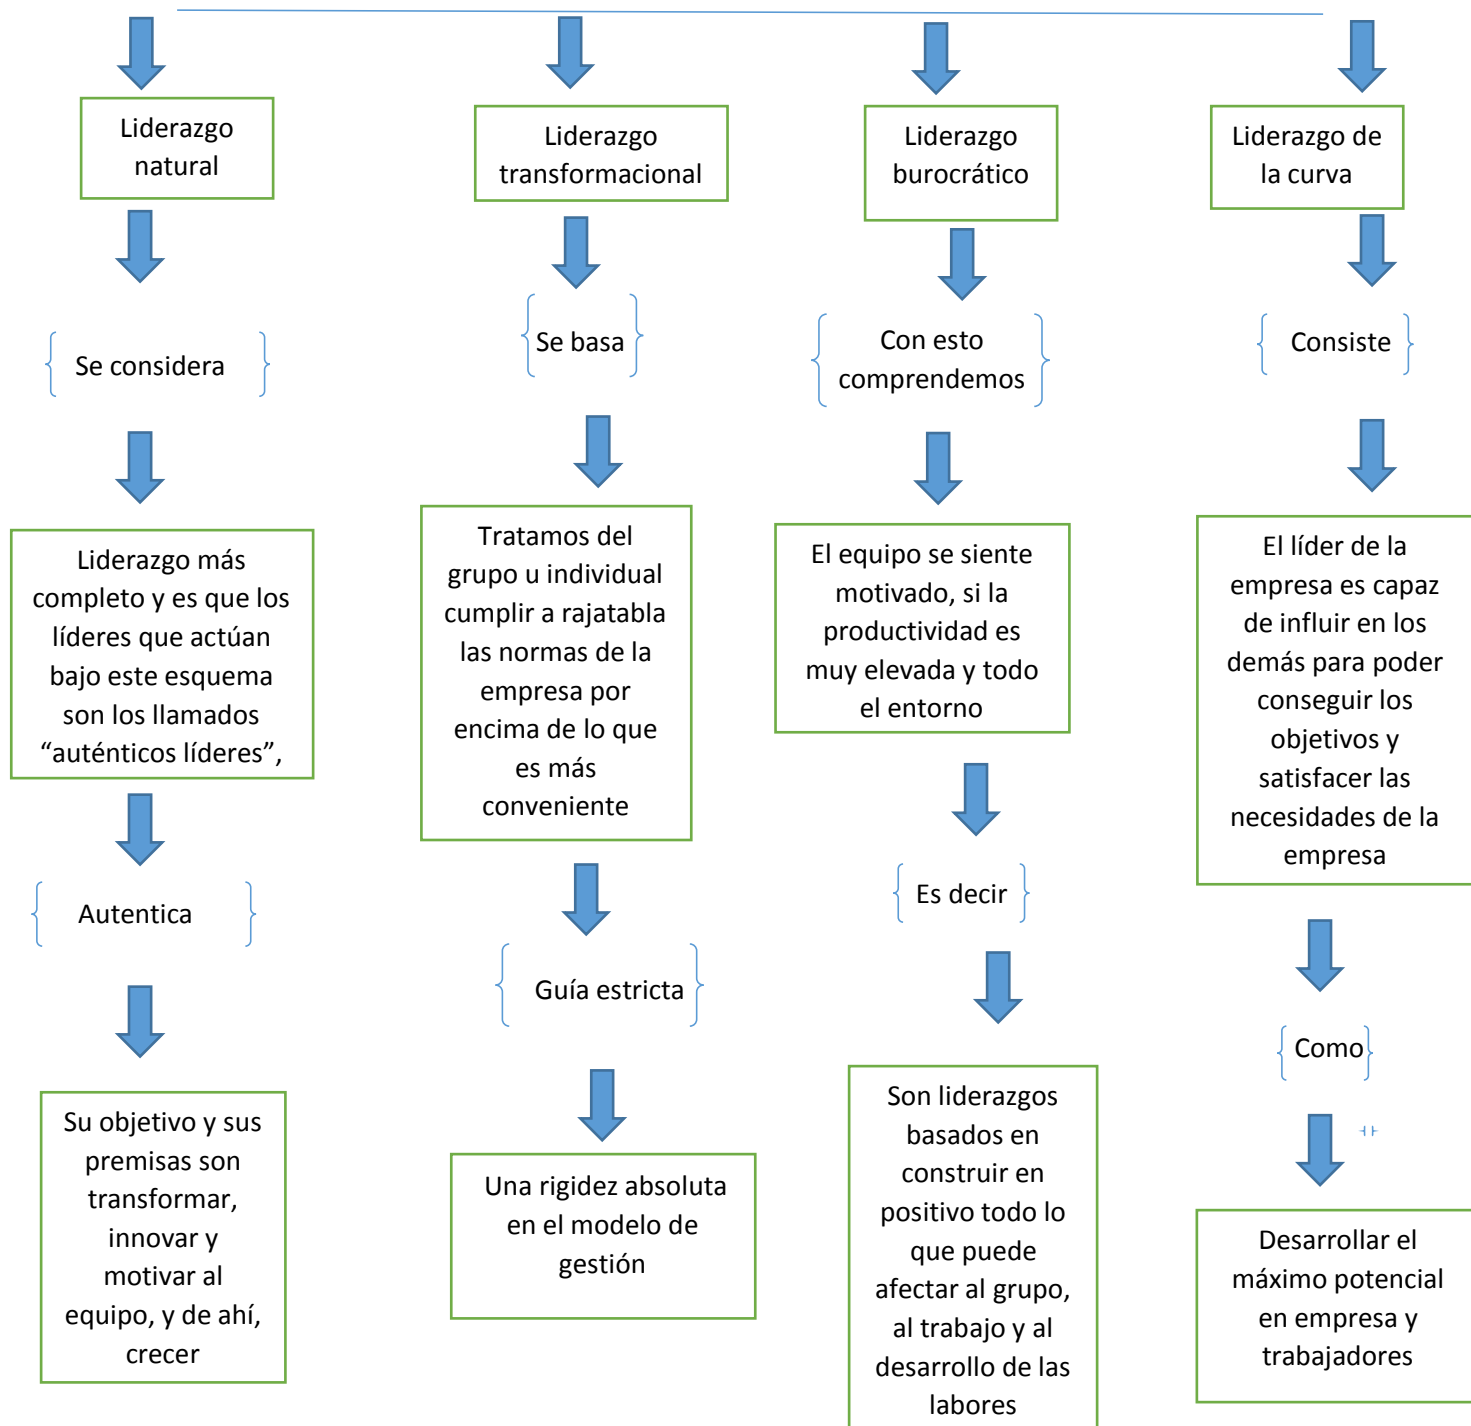 Liderazgo
natural
Se considera
Liderazgo más
completo y es que los
líderes que actúan
bajo este esquema
son los llamados
“auténticos líderes”,
Autentica
Su objetivo y sus
premisas son
transformar,
innovar y
motivar al
equipo, y de ahí,
crecer
Liderazgo
transformacional
Se basa
Tratamos del
grupo u individual
cumplir a rajatabla
las normas de la
empresa por
encima de lo que
es más
conveniente
Guía estricta
Una rigidez absoluta
en el modelo de
gestión
Liderazgo
burocrático
Con esto
comprendemos
El equipo se siente
motivado, si la
productividad es
muy elevada y todo
el entorno
Es decir
Son liderazgos
basados en
construir en
positivo todo lo
que puede
afectar al grupo,
al trabajo y al
desarrollo de las
labores
Liderazgo de
la curva
Consiste
El líder de la
empresa es capaz
de influir en los
demás para poder
conseguir los
objetivos y
satisfacer las
necesidades de la
empresa
Como
Desarrollar el
máximo potencial
en empresa y
trabajadores